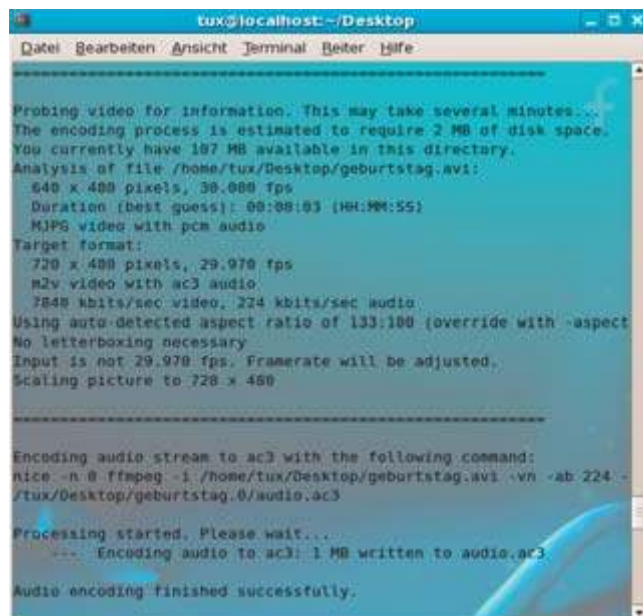 tux@localhost:~/Desktop
Datei Bearbeiten Ansicht Terminal Reiter Hilfe
Probing video for information. This may take several minutes...
The encoding process is estimated to require 2 MB of disk space.
You currently have 107 MB available in this directory.
Analysis of file /home/tux/Desktop/geburtstag.avi:
640 x 480 pixels, 30.000 fps
Duration (best guess): 00:00:03 (HH:MM:SS)
MJPG video with pcm audio
Target format:
720 x 480 pixels, 29.970 fps
m2v video with ac3 audio
7840 kbits/sec video, 224 kbits/sec audio
Using auto-detected aspect ratio of 133:100 (override with -aspect
No letterboxing necessary
Input is not 29.970 fps. Framerate will be adjusted.
Scaling picture to 720 x 480
Encoding audio stream to ac3 with the following command:
nice -n 0 ffmpeg -i /home/tux/Desktop/geburtstag.avi -vn -ab 224 -
/tux/Desktop/geburtstag.0/audio.ac3
Processing started. Please wait...
--- Encoding audio to ac3: 1 MB written to audio.ac3
Audio encoding finished successfully.